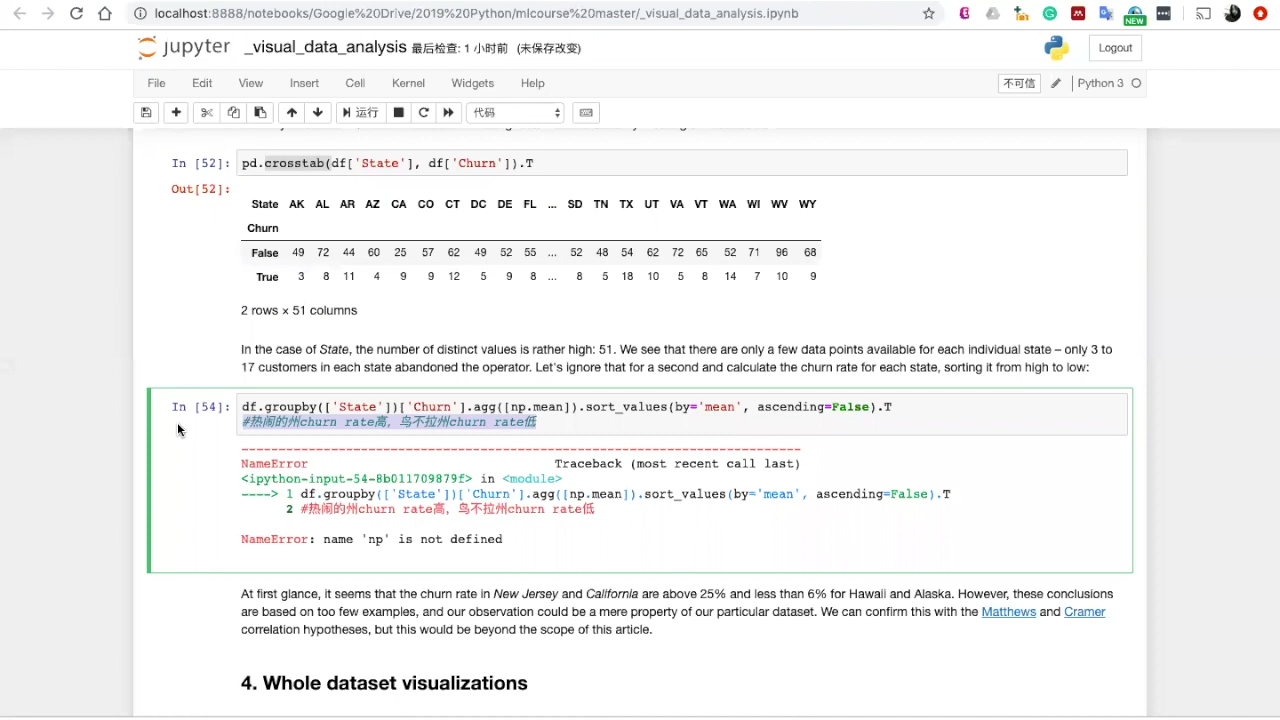 localhost:8888/notebooks/Google%20Drive/2019%20Python/mlcourse%20master/_visual_data_analysis.ipynb
NEW
jupyter _visual_data_analysis 最后检查: 1 小时前 (未保存改变)
Logout
File Edit View Insert Cell Kernel Widgets Help
不可信 Python 3
运行 代码
In [52]: pd.crosstab(df['State'], df['Churn']).T
Out[52]:
State AK AL AR AZ CA CO CT DC DE FL ... SD TN TX UT VA VT WA WI WV WY
Churn
False 49 72 44 60 25 57 62 49 52 55 ... 52 48 54 62 72 65 52 71 96 68
True 3 8 11 4 9 9 12 5 9 8 ... 8 5 18 10 5 8 14 7 10 9
2 rows × 51 columns
In the case of State, the number of distinct values is rather high: 51. We see that there are only a few data points available for each individual state – only 3 to
17 customers in each state abandoned the operator. Let's ignore that for a second and calculate the churn rate for each state, sorting it from high to low:
In [54]: df.groupby(['State'])['Churn'].agg([np.mean]).sort_values(by='mean', ascending=False).T
#热闹的州churn rate高，鸟不拉州churn rate低
---------------------------------------------------------------------------
NameError Traceback (most recent call last)
<ipython-input-54-8b011709879f> in <module>
----> 1 df.groupby(['State'])['Churn'].agg([np.mean]).sort_values(by='mean', ascending=False).T
2 #热闹的州churn rate高，鸟不拉州churn rate低
NameError: name 'np' is not defined
At first glance, it seems that the churn rate in New Jersey and California are above 25% and less than 6% for Hawaii and Alaska. However, these conclusions
are based on too few examples, and our observation could be a mere property of our particular dataset. We can confirm this with the Matthews and Cramer
correlation hypotheses, but this would be beyond the scope of this article.
4. Whole dataset visualizations